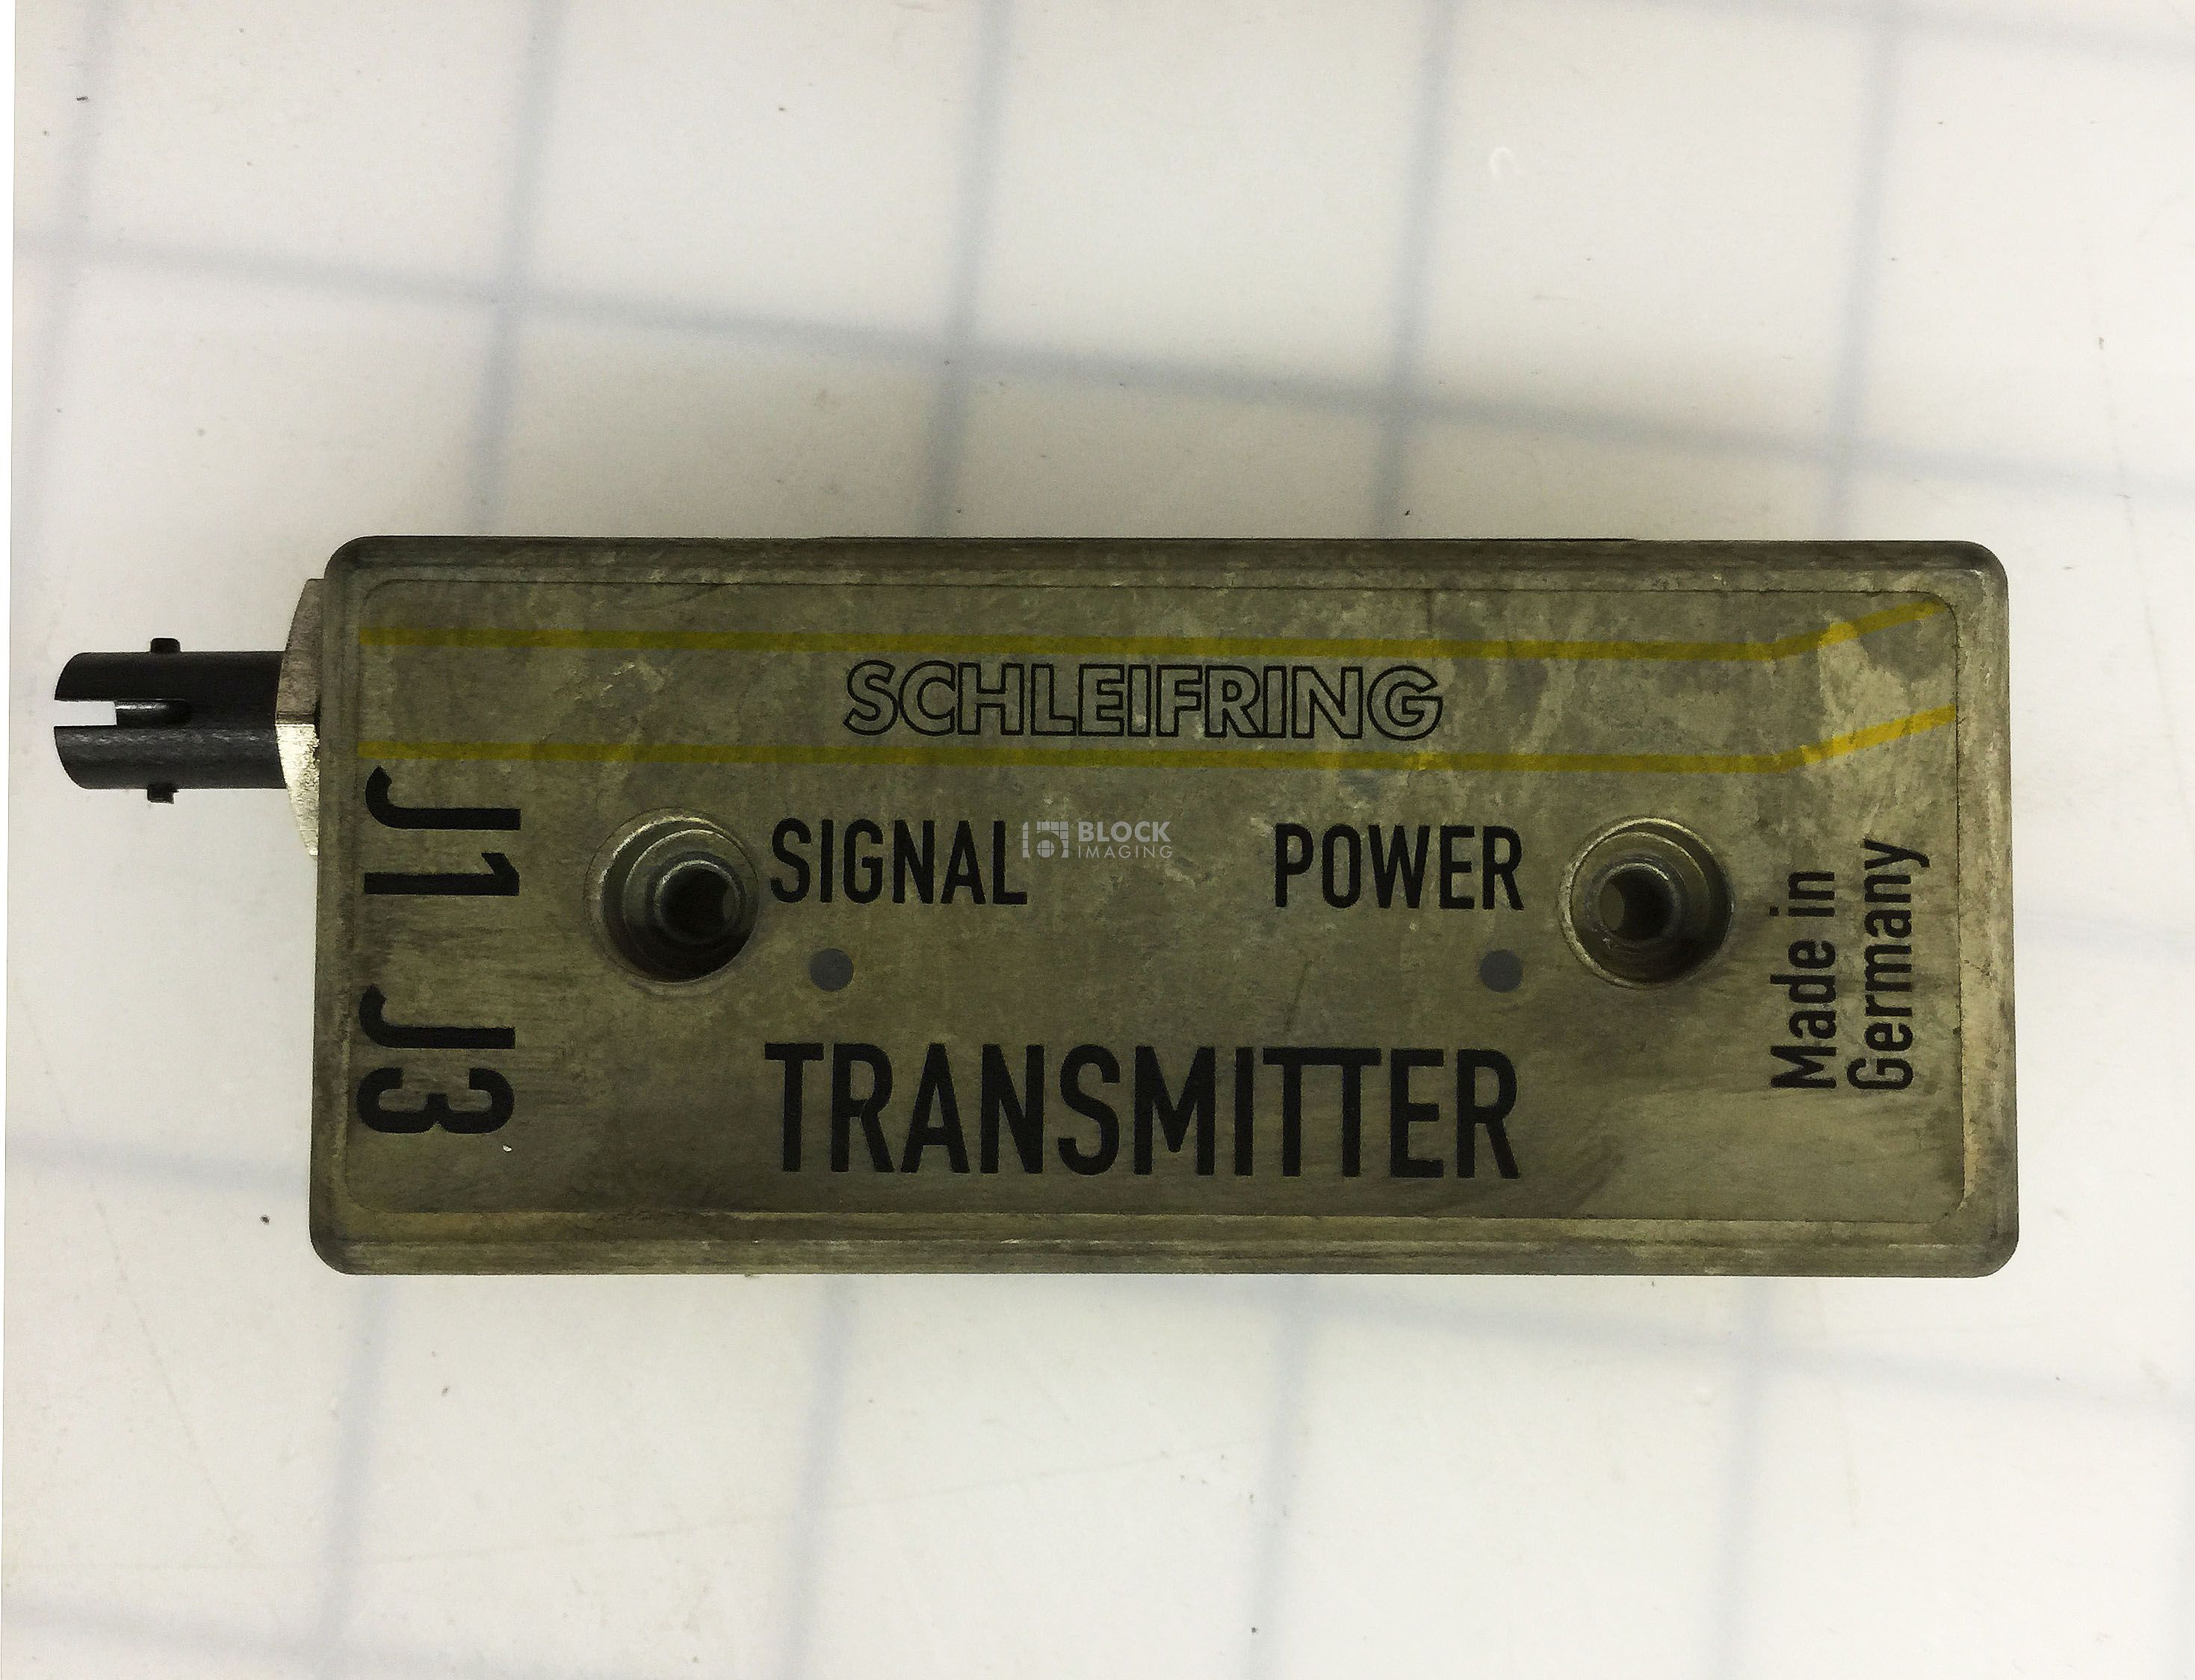 SCHLEIFRING
J1 J3
SIGNAL
POWER
BLOCK
IMAGING
TRANSMITTER
Made in
Germany